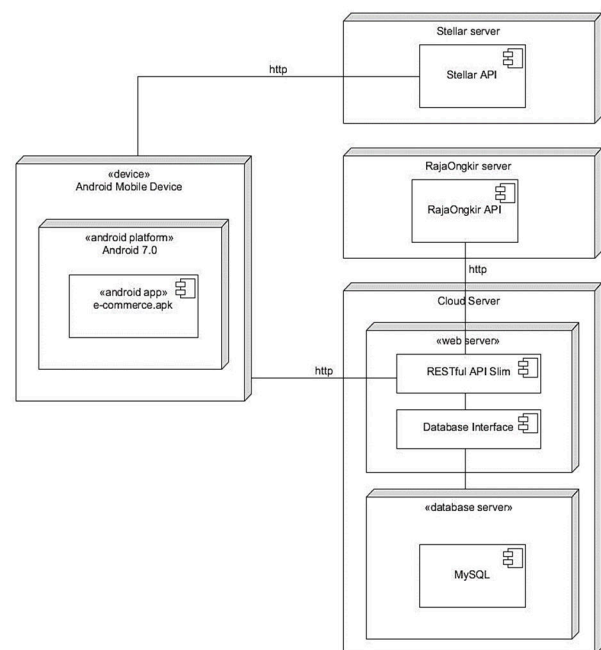 Stellar server
Stellar API
http
«device»
Android Mobile Device
«android platform»
Android 7.0
«android app»
e-commerce.apk
RajaOngkir server
RajaOngkir API
http
Cloud Server
«web server»
RESTful API Slim
http
Database Interface
«database server»
MySQL